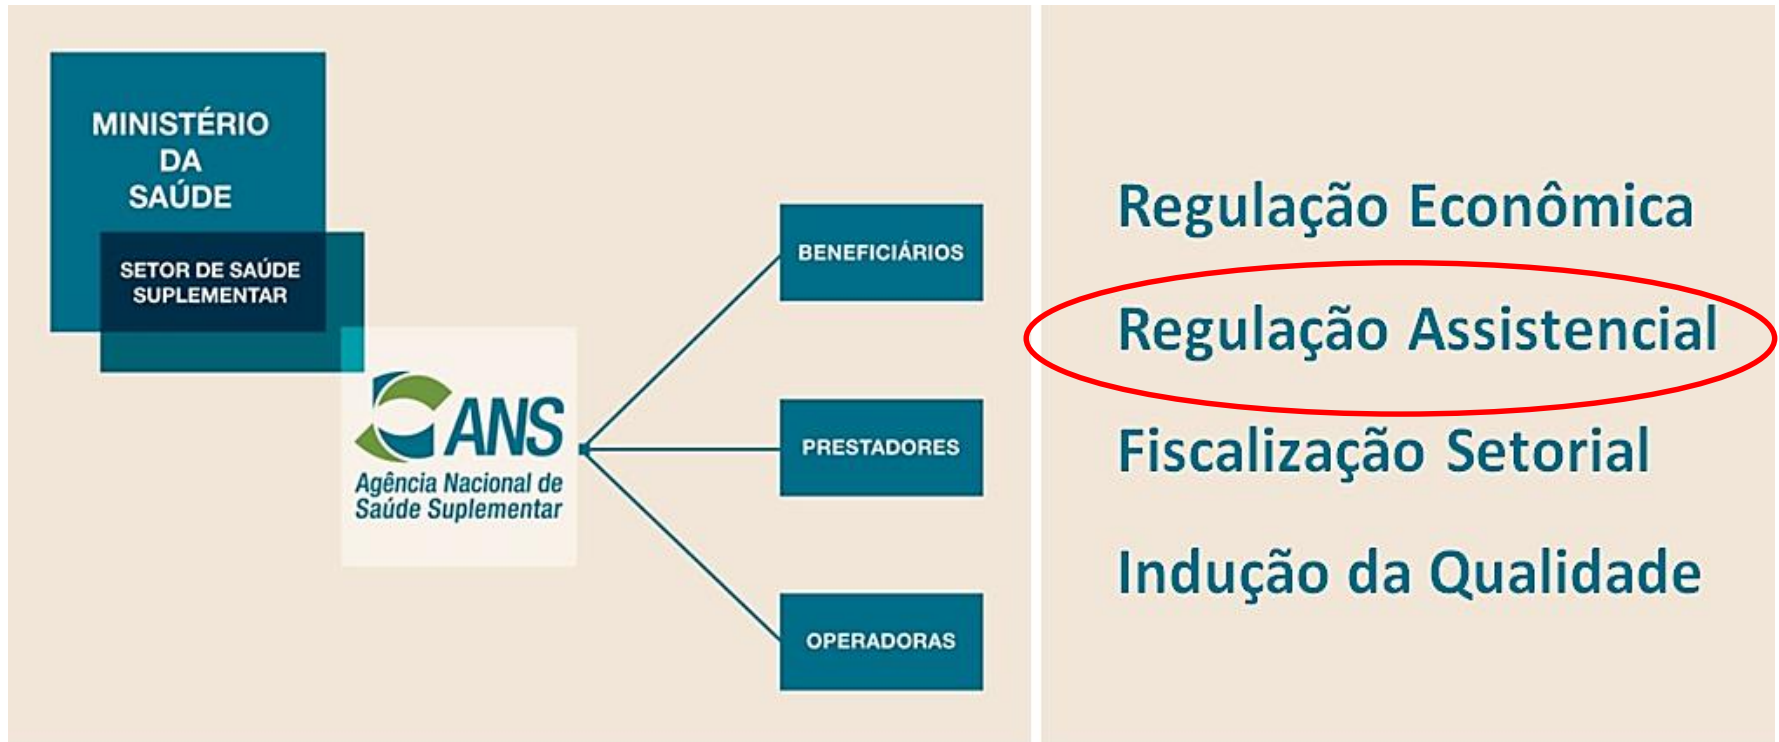 MINISTÉRIO
DA
SAÚDE
SETOR DE SAÚDE
SUPLEMENTAR
ANS
Agência Nacional de
Saúde Suplementar
BENEFICIÁRIOS
PRESTADORES
OPERADORAS
Regulação Econômica
Regulação Assistencial
Fiscalização Setorial
Indução da Qualidade